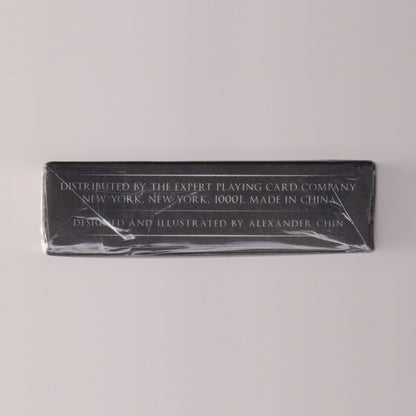 DISTRIBUTED BY THE EXPERT PLAYING CARD COMPANY
NEW YORK, NEW YORK, 10001. MADE IN CHINA
DESIGNED AND ILLUSTRATED BY ALEXANDER CHIN